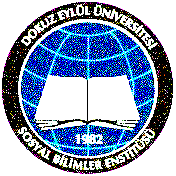 DOKUZ EYLÜL ÜNİVERSİTESİ
1982
SOSYAL BİLİMLER ENSTİTÜSÜ